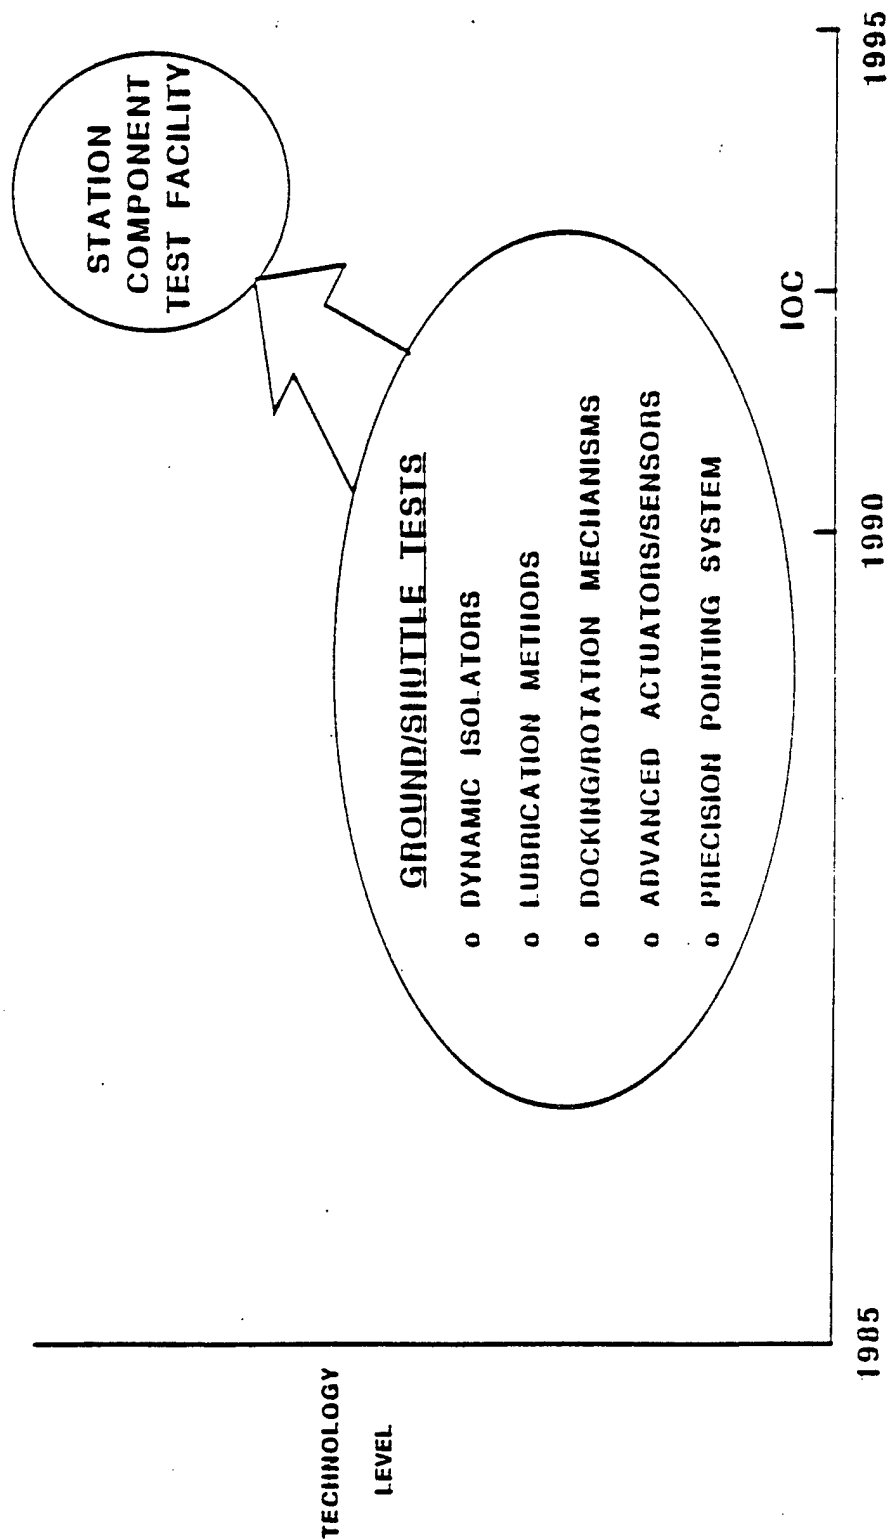 STATION
COMPONENT
TEST FACILITY
TECHNOLOGY
LEVEL
GROUND/SHUTTLE TESTS
o DYNAMIC ISOLATORS
o LUBRICATION METHODS
o DOCKING/ROTATION MECHANISMS
o ADVANCED ACTUATORS/SENSORS
o PRECISION POINTING SYSTEM
IOC
1985
1990
1995